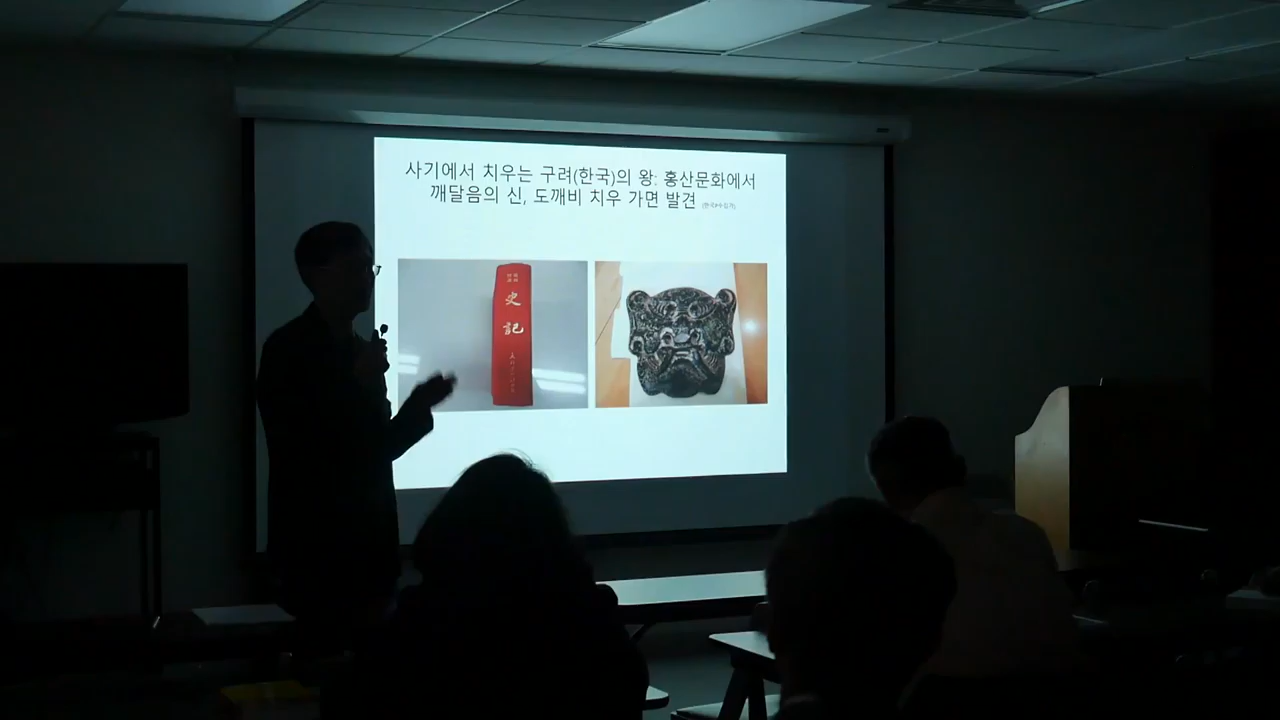 사기에서 치우는 구려(한국)의 왕: 홍산문화에서
깨달음의 신, 도깨비 치우 가면 발견
史
記